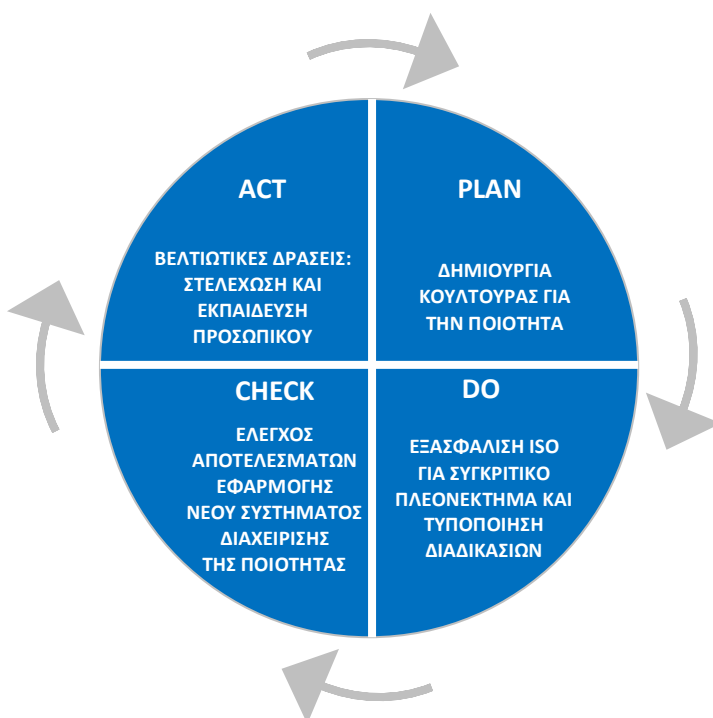 ACT
ΒΕΛΤΙΩΤΙΚΕΣ ΔΡΑΣΕΙΣ:
ΣΤΕΛΕΧΩΣΗ ΚΑΙ
ΕΚΠΑΙΔΕΥΣΗ
ΠΡΟΣΩΠΙΚΟΥ
PLAN
ΔΗΜΙΟΥΡΓΙΑ
ΚΟΥΛΤΟΥΡΑΣ ΓΙΑ
ΤΗΝ ΠΟΙΟΤΗΤΑ
CHECK
ΕΛΕΓΧΟΣ
ΑΠΟΤΕΛΕΣΜΑΤΩΝ
ΕΦΑΡΜΟΓΗΣ
ΝΕΟΥ ΣΥΣΤΗΜΑΤΟΣ
ΔΙΑΧΕΙΡΙΣΗΣ
ΤΗΣ ΠΟΙΟΤΗΤΑΣ
DO
ΕΞΑΣΦΑΛΙΣΗ ISO
ΓΙΑ ΣΥΓΚΡΙΤΙΚΟ
ΠΛΕΟΝΕΚΤΗΜΑ ΚΑΙ
ΤΥΠΟΠΟΙΗΣΗ
ΔΙΑΔΙΚΑΣΙΩΝ